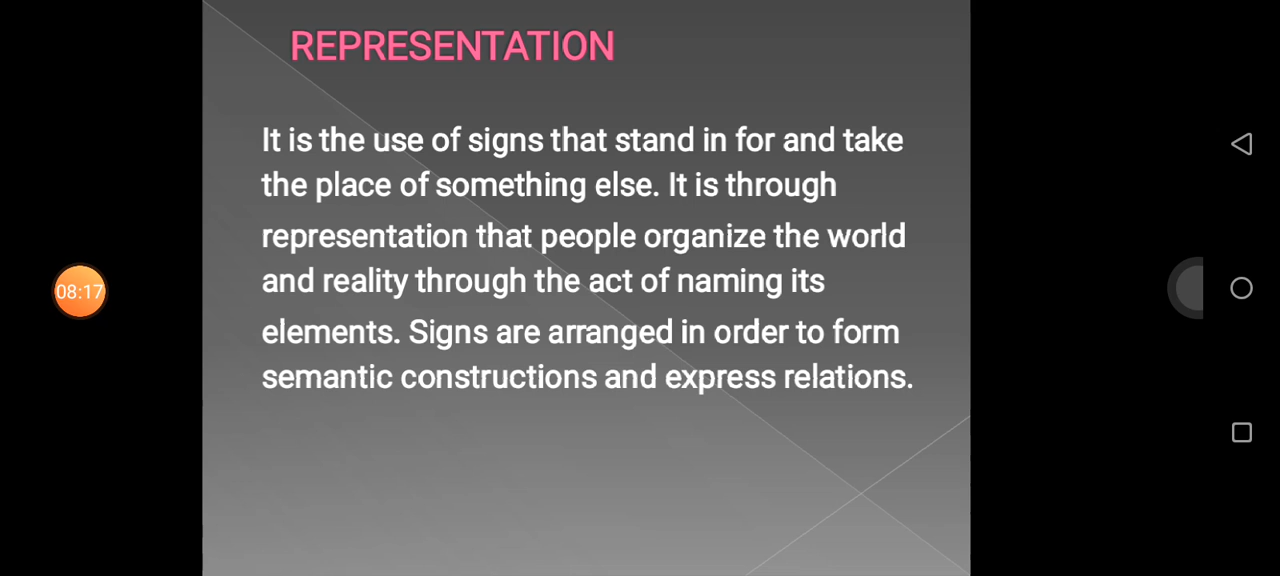 REPRESENTATION
It is the use of signs that stand in for and take
the place of something else. It is through
representation that people organize the world
and reality through the act of naming its
elements. Signs are arranged in order to form
semantic constructions and express relations.
08:17